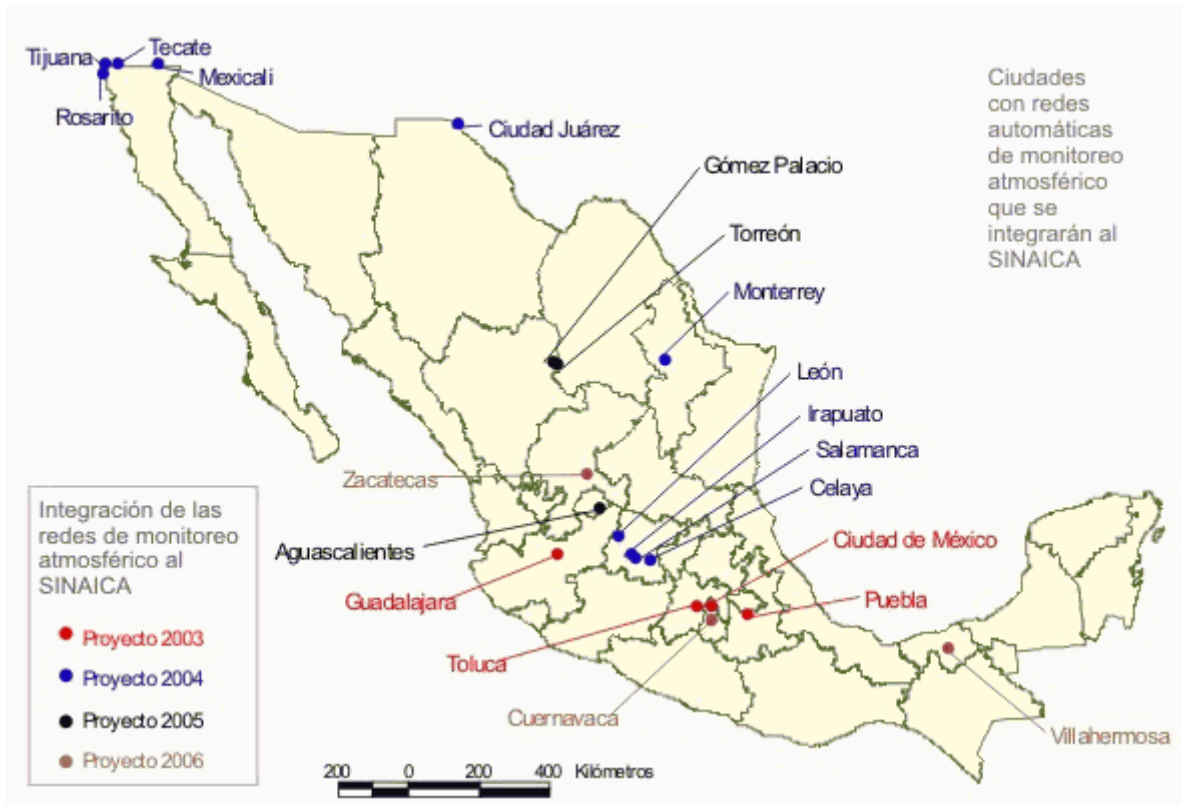 Tijuana
Tecate
Mexicali
Rosarito
Ciudad Juárez
Ciudades
con redes
automáticas
de monitoreo
atmosférico
que se
integrarán al
SINAICA
Gómez Palacio
Torreón
Monterrey
León
Irapuato
Salamanca
Celaya
Zacatecas
Aguascalientes
Guadalajara
Ciudad de México
Puebla
Toluca
Cuernavaca
Villahermosa
Integración de las
redes de monitoreo
atmosférico al
SINAICA
Proyecto 2003
Proyecto 2004
Proyecto 2005
Proyecto 2006
200 0 200 400 Kilómetros